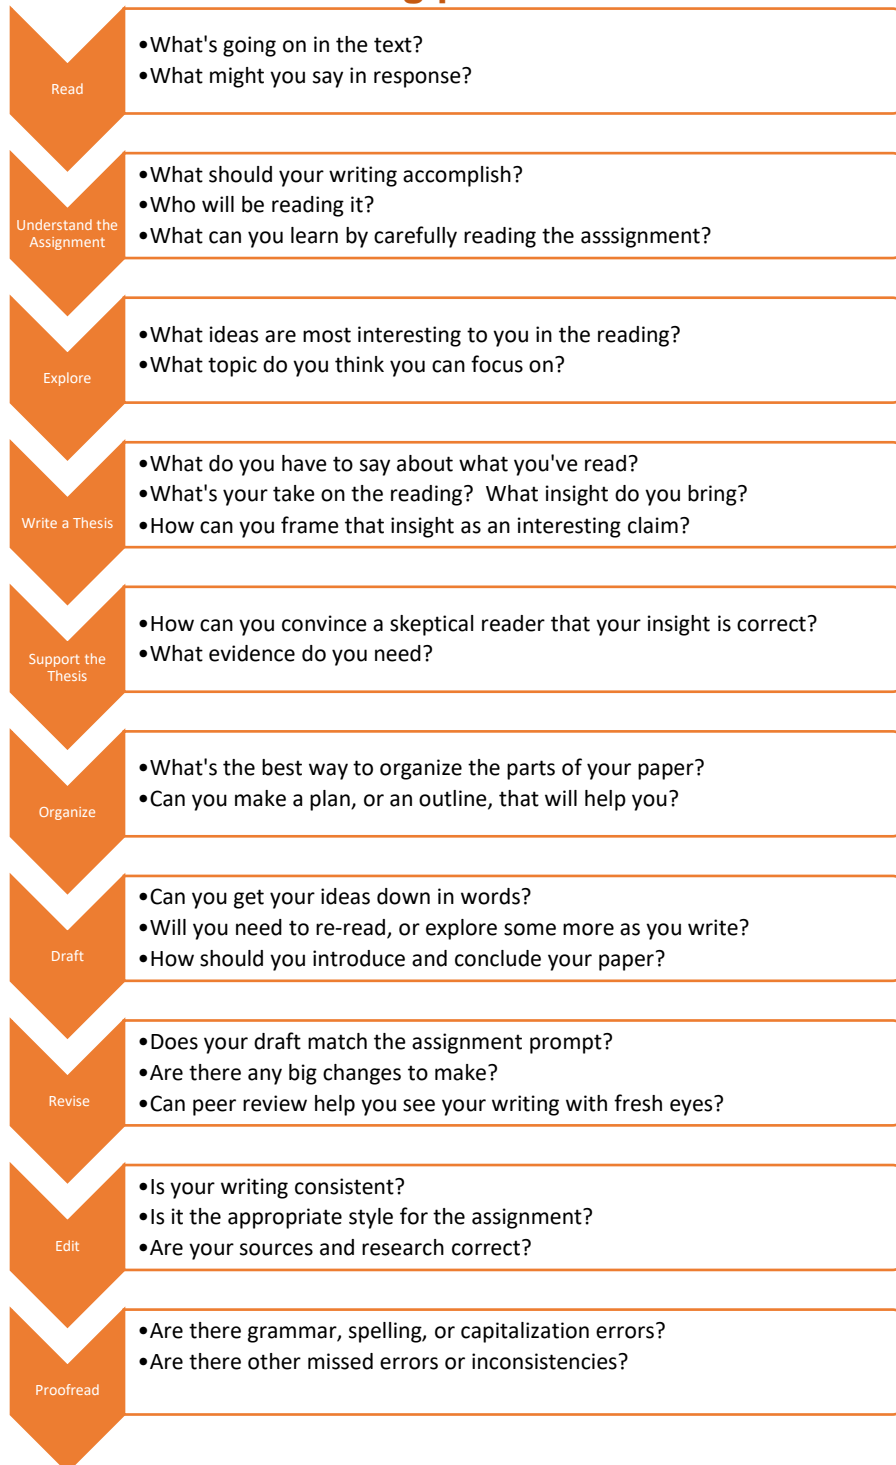 Read
•What's going on in the text?
•What might you say in response?
Understand the
Assignment
•What should your writing accomplish?
•Who will be reading it?
•What can you learn by carefully reading the asssignment?
Explore
•What ideas are most interesting to you in the reading?
•What topic do you think you can focus on?
Write a Thesis
•What do you have to say about what you've read?
•What's your take on the reading?  What insight do you bring?
•How can you frame that insight as an interesting claim?
Support the
Thesis
•How can you convince a skeptical reader that your insight is correct?
•What evidence do you need?
Organize
•What's the best way to organize the parts of your paper?
•Can you make a plan, or an outline, that will help you?
Draft
•Can you get your ideas down in words?
•Will you need to re-read, or explore some more as you write?
•How should you introduce and conclude your paper?
Revise
•Does your draft match the assignment prompt?
•Are there any big changes to make?
•Can peer review help you see your writing with fresh eyes?
Edit
•Is your writing consistent?
•Is it the appropriate style for the assignment?
•Are your sources and research correct?
Proofread
•Are there grammar, spelling, or capitalization errors?
•Are there other missed errors or inconsistencies?